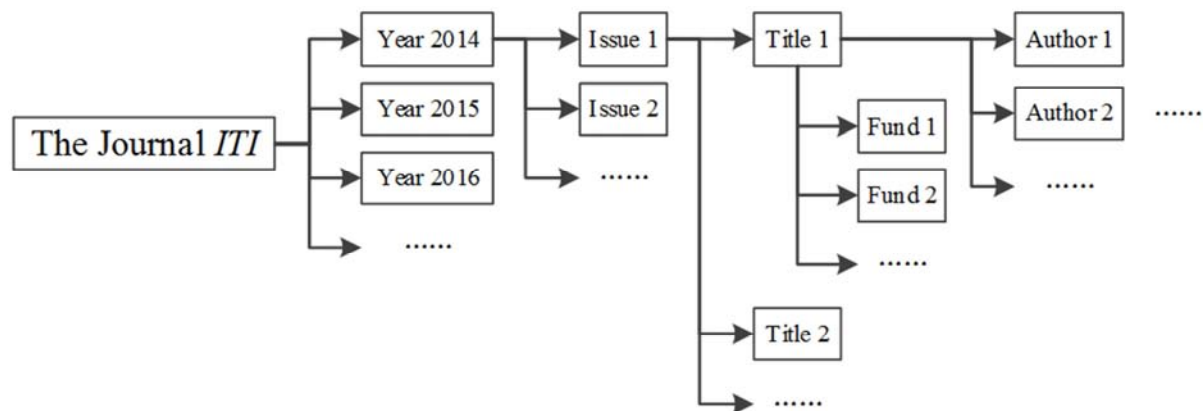 Year 2014
Issue 1
Title 1
Author 1
Year 2015
Issue 2
Fund 1
Author 2
......
The Journal ITI
Year 2016
......
Fund 2
......
......
......
Title 2
......